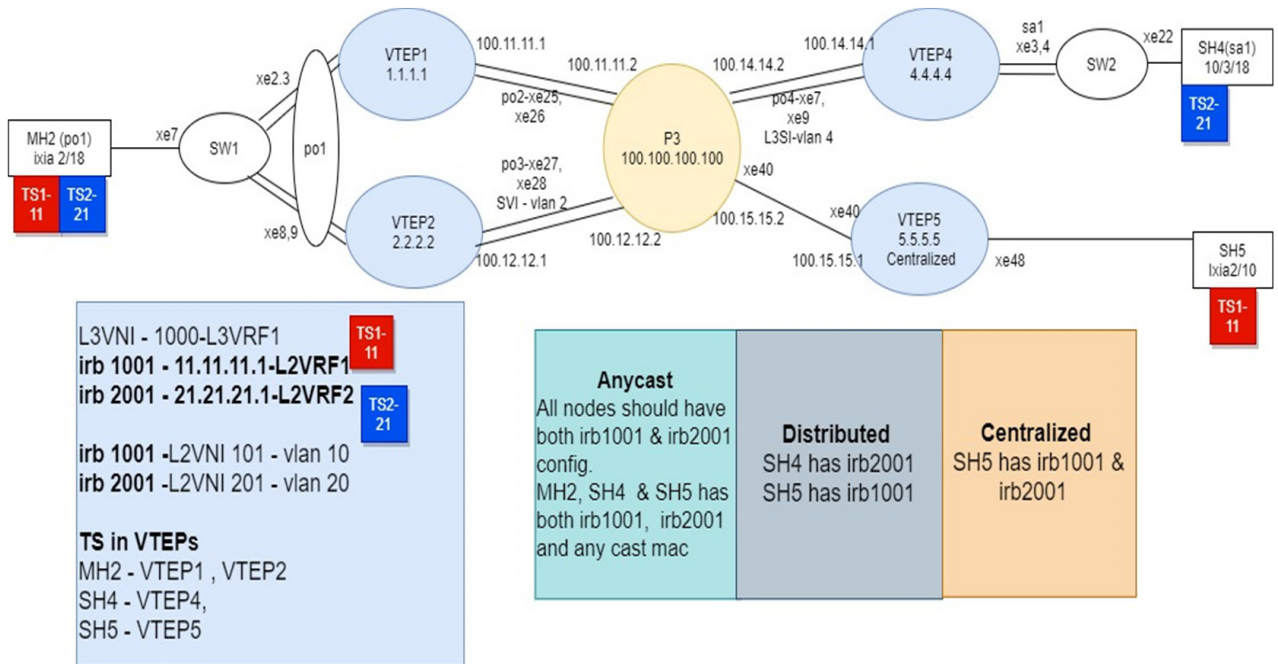 VTEP1
1.1.1.1
100.11.11.1
100.11.11.2
100.14.14.1
100.14.14.2
VTEP4
4.4.4.4
sa1
xe3,4
SW2
xe22
SH4(sa1)
10/3/18
TS2-
21
xe2.3
po2-xe25,
xe26
po4-xe7,
xe9
L3SI-vlan 4
P3
100.100.100.100
MH2 (po1)
ixia 2/18
TS1-
11
TS2-
21
xe7
SW1
po1
po3-xe27,
xe28
SVI - vlan 2
xe40
xe40
VTEP2
2.2.2.2
xe8,9
100.12.12.2
100.12.12.1
100.15.15.2
100.15.15.1
VTEP5
5.5.5.5
Centralized
xe48
SH5
Ixia2/10
TS1-
11
L3VNI - 1000-L3VRF1
irb 1001 - 11.11.11.1-L2VRF1
irb 2001 - 21.21.21.1-L2VRF2
TS1-
11
TS2-
21
irb 1001 -L2VNI 101 - vlan 10
irb 2001 -L2VNI 201 - vlan 20
TS in VTEPs
MH2 - VTEP1 , VTEP2
SH4 - VTEP4,
SH5 - VTEP5
Anycast
All nodes should have
both irb1001 & irb2001
config.
MH2, SH4 & SH5 has
both irb1001, irb2001
and any cast mac
Distributed
SH4 has irb2001
SH5 has irb1001
Centralized
SH5 has irb1001 &
irb2001